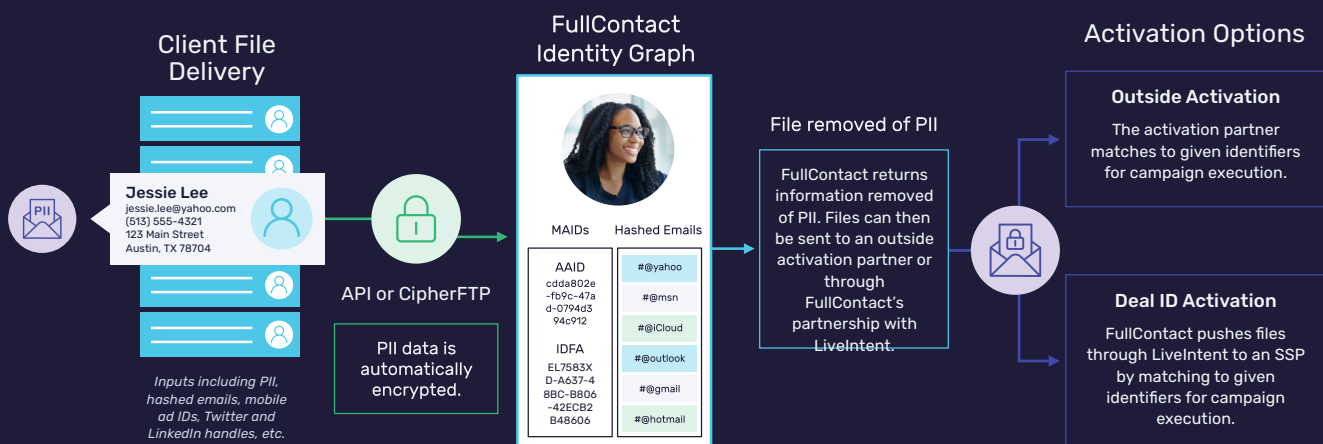 Client File
Delivery
PII
Jessie Lee
jessie.lee@yahoo.com
(513) 555-4321
123 Main Street
Austin, TX 78704
Inputs including PII,
hashed emails, mobile
ad IDs, Twitter and
LinkedIn handles, etc.
API or CipherFTP
PII data is
automatically
encrypted.
FullContact
Identity Graph
MAIDs
AAID
cdda802e
-fb9c-47a
d-0794d3
94c912
IDFA
EL7583X
D-A637-4
8BC-B806
-42ECB2
B48606
Hashed Emails
#@yahoo
#@msn
#@iCloud
#@outlook
#@gmail
#@hotmail
File removed of PII
FullContact returns
information removed
of PII. Files can then
be sent to an outside
activation partner or
through
FullContact's
partnership with
LiveIntent.
Activation Options
Outside Activation
The activation partner
matches to given identifiers
for campaign execution.
Deal ID Activation
FullContact pushes files
through LiveIntent to an SSP
by matching to given
identifiers for campaign
execution.